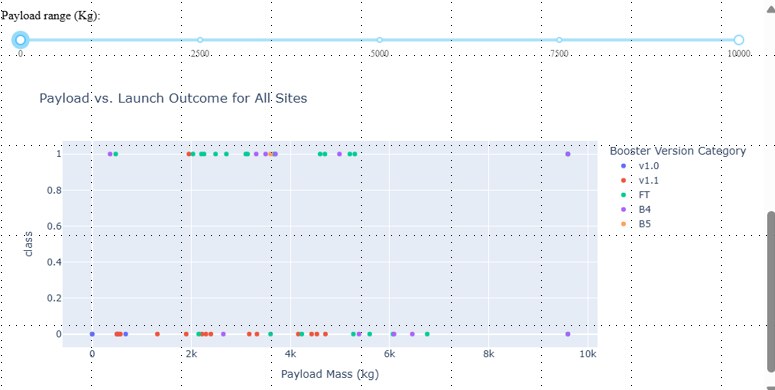 Payload range (Kg):
0 2500 5000 7500 10000
Payload vs. Launch Outcome for All Sites
Booster Version Category
v1.0
v1.1
FT
B4
B5
1
0.8
0.6
0.4
0.2
0
class
0 2k 4k 6k 8k 10k
Payload Mass (kg)